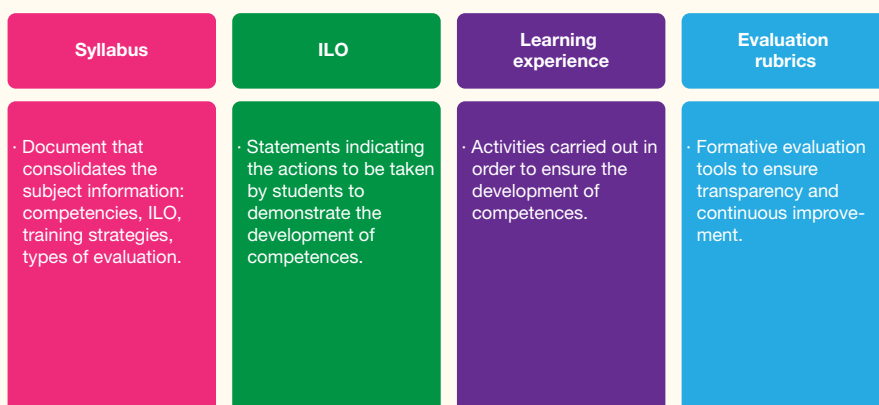 Syllabus
ILO
Learning
experience
Evaluation
rubrics
· Document that
consolidates the
subject information:
competencies, ILO,
training strategies,
types of evaluation.
· Statements indicating
the actions to be taken
by students to
demonstrate the
development of
competences.
· Activities carried out in
order to ensure the
development of
competences.
· Formative evaluation
tools to ensure
transparency and
continuous improve-
ment.